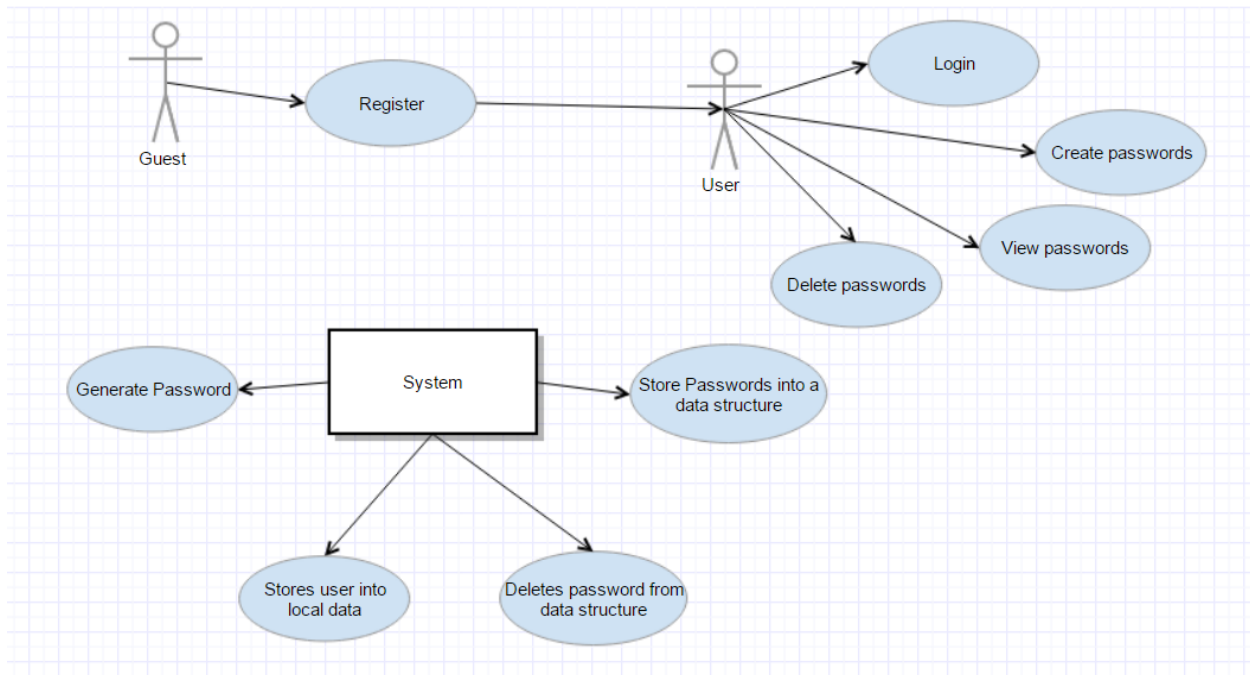 Login
Register
Create passwords
Guest
User
View passwords
Delete passwords
System
Generate Password
Store Passwords into a
data structure
Stores user into
local data
Deletes password from
data structure